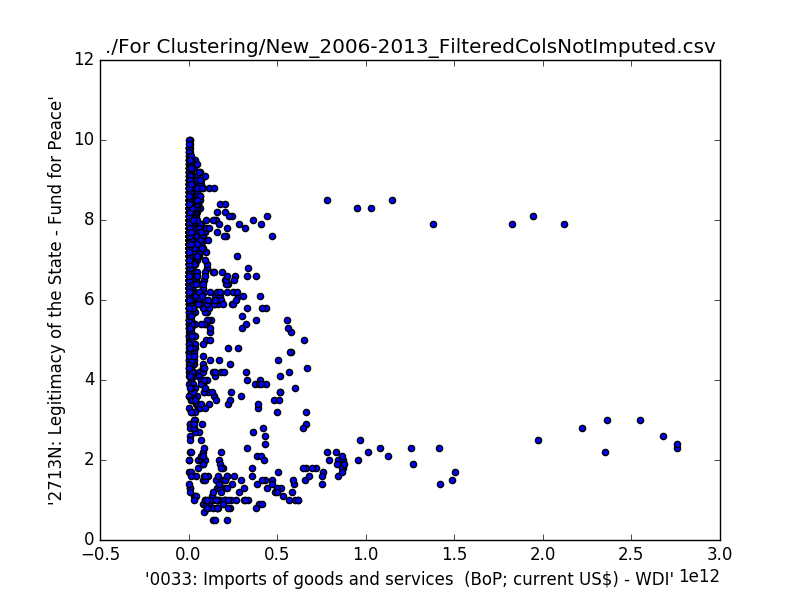 ./For Clustering/New_2006-2013_FilteredColsNotImputed.csv
12
10
8
6
4
2
0
'2713N: Legitimacy of the State - Fund for Peace'
−0.5 0.0 0.5 1.0 1.5 2.0 2.5 3.0
'0033: Imports of goods and services  (BoP; current US$) - WDI' 1e12